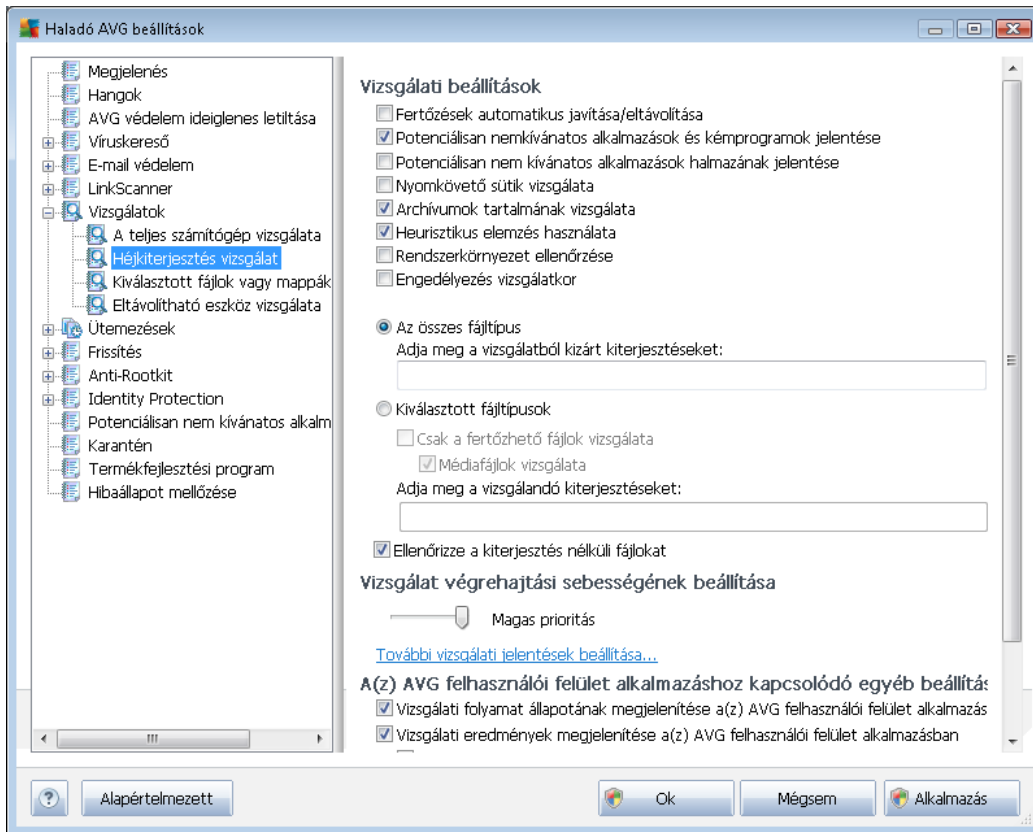 Haladó AVG beállítások
Megjelenés
Hangok
AVG védelem ideiglenes letiltása
Víruskereső
E-mail védelem
LinkScanner
Vizsgálatok
A teljes számítógép vizsgálata
Héjkiterjesztés vizsgálat
Kiválasztott fájlok vagy mappák
Eltávolítható eszköz vizsgálata
Ütemezések
Frissítés
Anti-Rootkit
Identity Protection
Potenciálisan nem kívánatos alkalm
Karantén
Termékfejlesztési program
Hibaállapot mellőzése
Vizsgálati beállítások
Fertőzések automatikus javítása/eltávolítása
Potenciálisan nemkívánatos alkalmazások és kémprogramok jelentése
Potenciálisan nem kívánatos alkalmazások halmazának jelentése
Nyomkövető sütik vizsgálata
Archívumok tartalmának vizsgálata
Heurisztikus elemzés használata
Rendszerkörnyezet ellenőrzése
Engedélyezés vizsgálatkor
Az összes fájltípus
Adja meg a vizsgálatból kizárt kiterjesztéseket:
Kiválasztott fájltípusok
Csak a fertőzhető fájlok vizsgálata
Médiafájlok vizsgálata
Adja meg a vizsgálandó kiterjesztéseket:
Ellenőrizze a kiterjesztés nélküli fájlokat
Vizsgálat végrehajtási sebességének beállítása
Magas prioritás
További vizsgálati jelentések beállítása...
A(z) AVG felhasználói felület alkalmazáshoz kapcsolódó egyéb beállítás
Vizsgálati folyamat állapotának megjelenítése a(z) AVG felhasználói felület alkalmazás
Vizsgálati eredmények megjelenítése a(z) AVG felhasználói felület alkalmazásban
? Alapértelmezett Ok Mégsem Alkalmazás